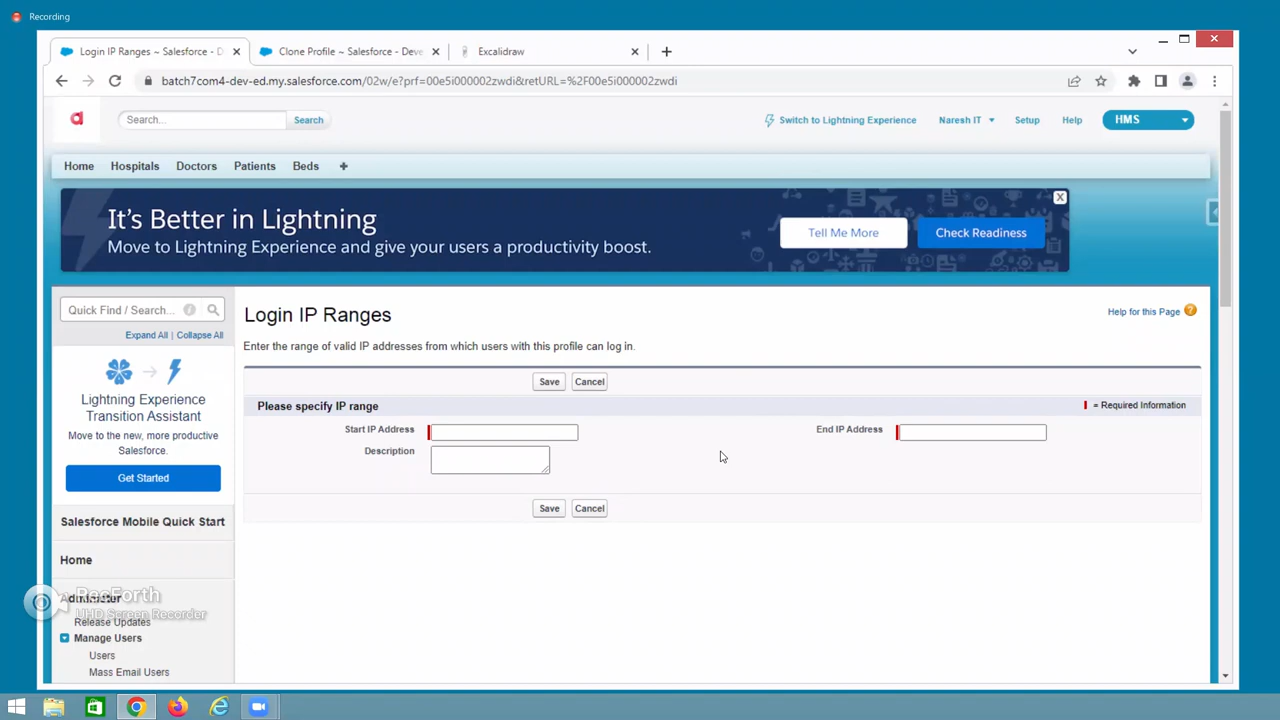 Recording
Login IP Ranges ~ Salesforce - D
Clone Profile ~ Salesforce - Deve
Excalidraw
batch7com4-dev-ed.my.salesforce.com/02w/e?prf=00e5i000002zwdi&retURL=%2F00e5i000002zwdi
Search...
Search
Switch to Lightning Experience
Naresh IT
Setup
Help
HMS
Home
Hospitals
Doctors
Patients
Beds
It's Better in Lightning
Move to Lightning Experience and give your users a productivity boost.
Tell Me More
Check Readiness
X
Quick Find / Search...
Expand All | Collapse All
Lightning Experience
Transition Assistant
Move to the new, more productive
Salesforce.
Get Started
Salesforce Mobile Quick Start
Home
Administer
Release Updates
Manage Users
Users
Mass Email Users
Login IP Ranges
Help for this Page
Enter the range of valid IP addresses from which users with this profile can log in.
Save
Cancel
Please specify IP range
= Required Information
Start IP Address
End IP Address
Description
Save
Cancel
RecForth
UHD Screen Recorder